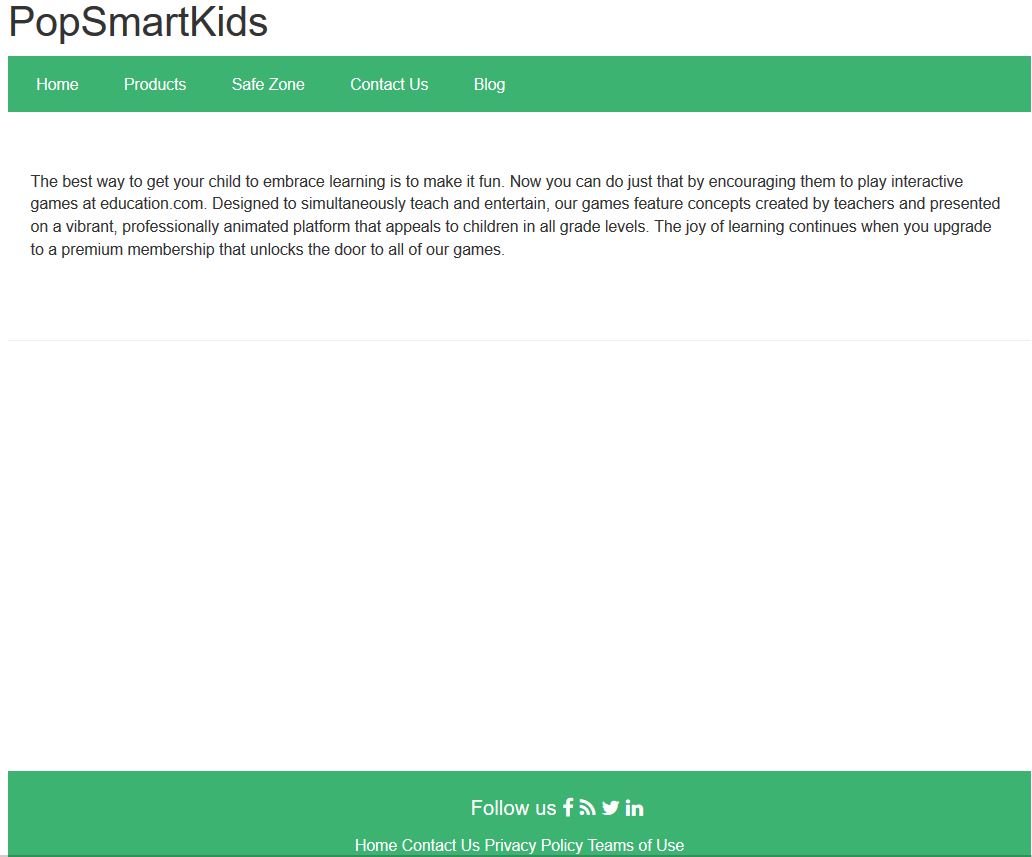 PopSmartKids
Home Products Safe Zone Contact Us Blog
The best way to get your child to embrace learning is to make it fun. Now you can do just that by encouraging them to play interactive
games at education.com. Designed to simultaneously teach and entertain, our games feature concepts created by teachers and presented
on a vibrant, professionally animated platform that appeals to children in all grade levels. The joy of learning continues when you upgrade
to a premium membership that unlocks the door to all of our games.
Follow us
Home Contact Us Privacy Policy Teams of Use